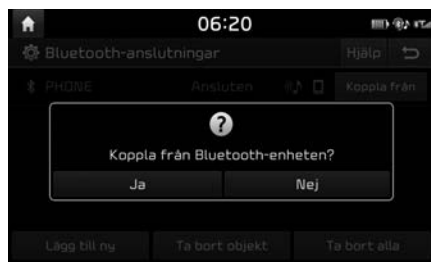 06:20
Bluetooth-anslutningar Hjälp
PHONE Ansluten Koppla från
Koppla från Bluetooth-enheten?
Ja Nej
Lägg till ny Ta bort objekt Ta bort alla